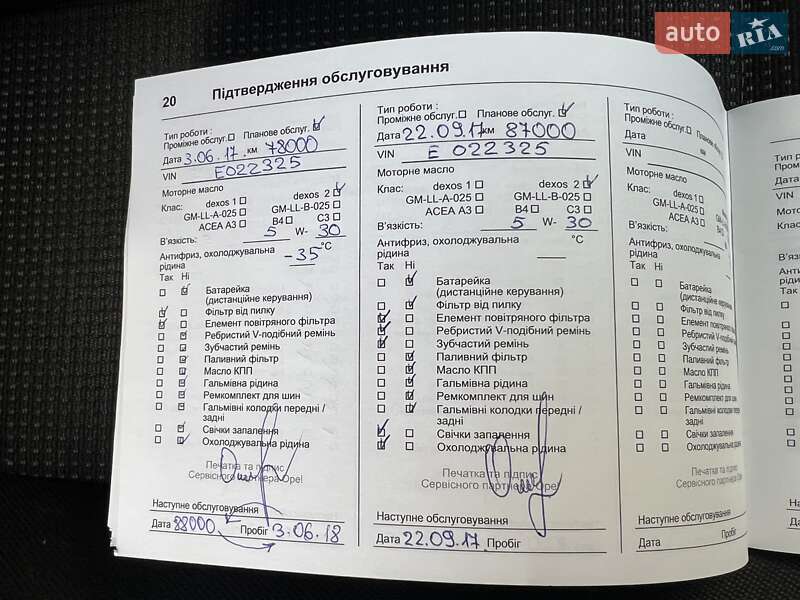 auto RIA .com
20 Підтвердження обслуговування
Тип роботи :
Проміжне обслуг. Планове обслуг.
Дата 3.06.17. км 78000
VIN E022325
Моторне масло
Клас: dexos 1 dexos 2
GM-LL-A-025 GM-LL-B-025
ACEA A3 B4 C3
В'язкість: 5 W- 30
Антифриз, охолоджувальна °C
рідина -35
Так Ні
Батарейка
(дистанційне керування)
Фільтр від пилку
Елемент повітряного фільтра
Ребристий V-подібний ремінь
Зубчастий ремінь
Паливний фільтр
Масло КПП
Гальмівна рідина
Ремкомплект для шин
Гальмівні колодки передні /
задні
Свічки запалення
Охолоджувальна рідина
Печатка та підпис
Сервісного партнера Opel
Наступне обслуговування
Дата 88000 Пробіг 3.06.18
Тип роботи :
Проміжне обслуг. Планове обслуг.
Дата 22.09.17 км 87000
VIN E 022325
Моторне масло
Клас: dexos 1 dexos 2
GM-LL-A-025 GM-LL-B-025
ACEA A3 B4 C3
В'язкість: 5 W- 30
Антифриз, охолоджувальна °C
рідина
Так Ні
Батарейка
(дистанційне керування)
Фільтр від пилку
Елемент повітряного фільтра
Ребристий V-подібний ремінь
Зубчастий ремінь
Паливний фільтр
Масло КПП
Гальмівна рідина
Ремкомплект для шин
Гальмівні колодки передні /
задні
Свічки запалення
Охолоджувальна рідина
Печатка та підпис
Сервісного партнера Opel
Наступне обслуговування
Дата 22.09.17 Пробіг
Тип роботи :
Проміжне обслуг. Планове
Дата км
VIN
Моторне масло
Клас: dexos 1
GM-LL-A-025
ACEA A3
В'язкість:
Антифриз, охолоджувальна
рідина
Так Ні
Батарейка
(дистанційне керування)
Фільтр від пилку
Елемент повітряного
Ребристий V-подібний
Зубчастий ремінь
Паливний фільтр
Масло КПП
Гальмівна рідина
Ремкомплект для шин
Гальмівні колодки
задні
Свічки запалення
Охолоджувальна рідина
Печатка та підпис
Сервісного партнера
Наступне обслуговування
Дата Пробіг
Дата
VIN
Клас:
Так
Дата